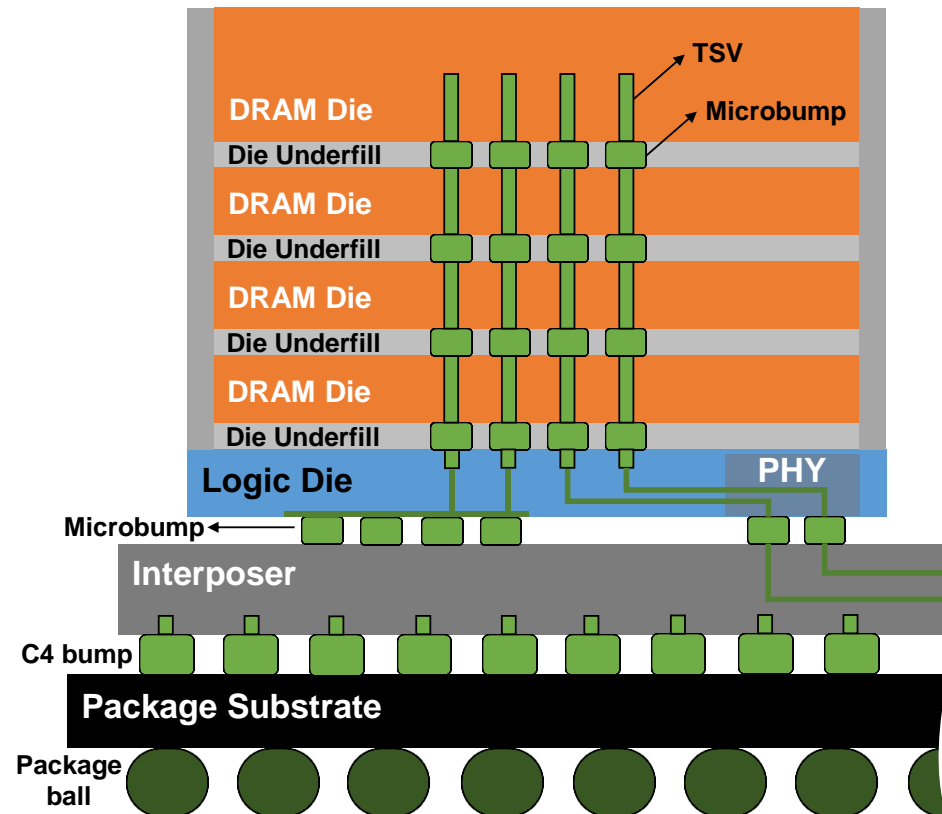 TSV
DRAM Die
Microbump
Die Underfill
DRAM Die
Die Underfill
DRAM Die
Die Underfill
DRAM Die
Die Underfill
Logic Die
PHY
Microbump
Interposer
C4 bump
Package Substrate
Package
ball